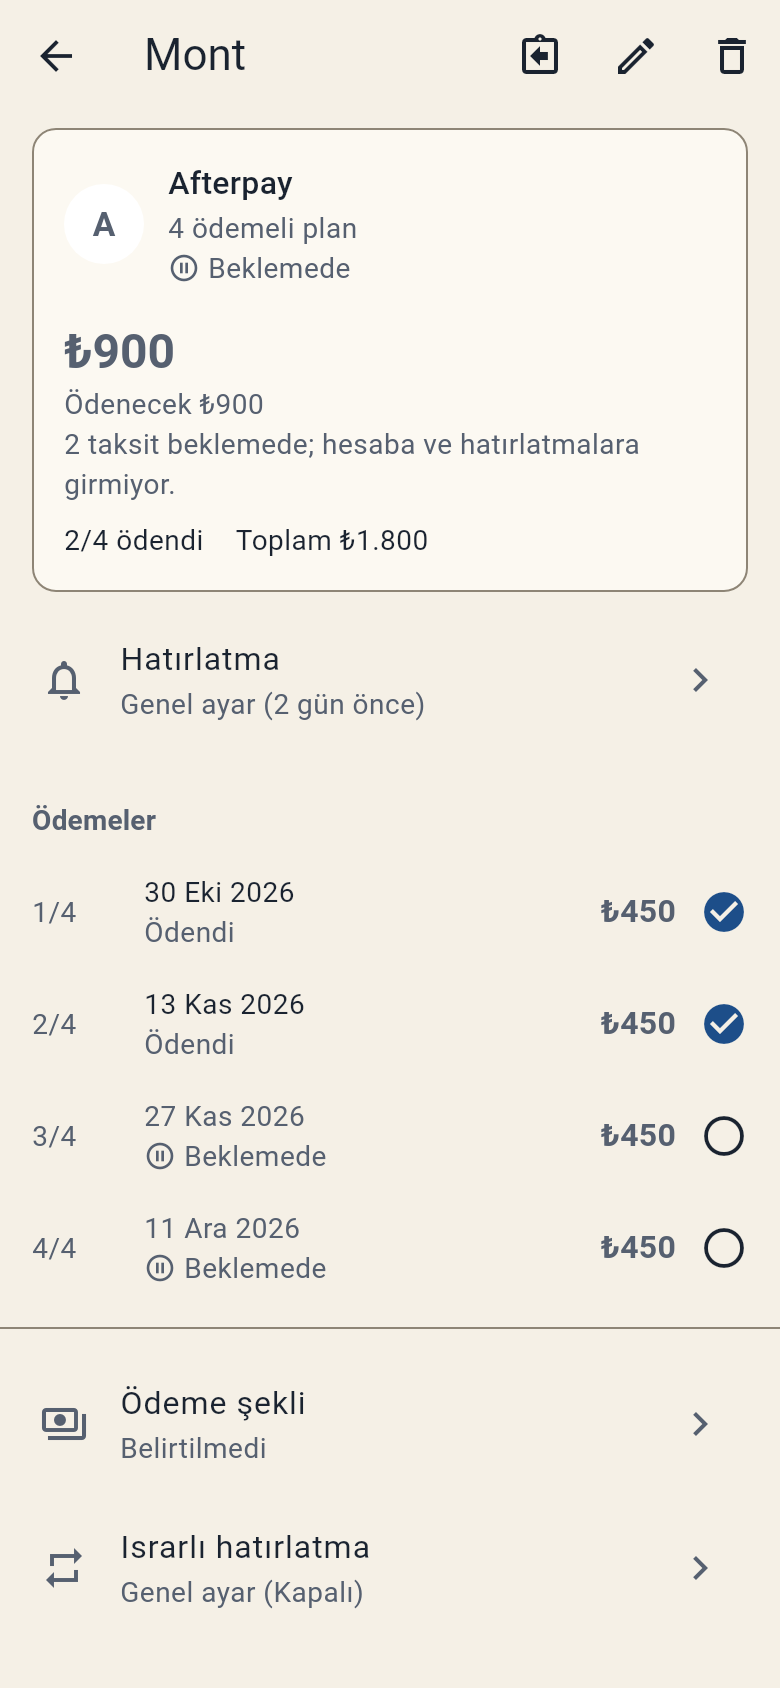 Mont
Afterpay
A
4 ödemeli plan
Beklemede
₺900
Ödenecek ₺900
2 taksit beklemede; hesaba ve hatırlatmalara
girmiyor.
2/4 ödendi Toplam ₺1.800
Hatırlatma
Genel ayar (2 gün önce)
Ödemeler
1/4 30 Eki 2026 ₺450
Ödendi
2/4 13 Kas 2026 ₺450
Ödendi
3/4 27 Kas 2026 ₺450
Beklemede
4/4 11 Ara 2026 ₺450
Beklemede
Ödeme şekli
Belirtilmedi
Israrlı hatırlatma
Genel ayar (Kapalı)